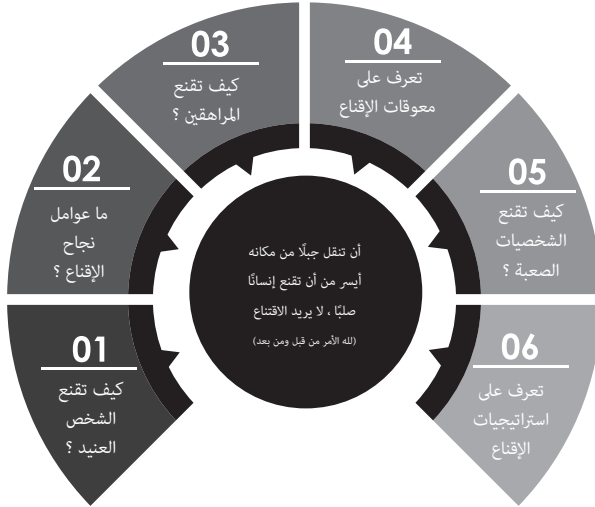 01
كيف تقنع
الشخص
العنيد ؟
02
ما عوامل
نجاح
الإقناع ؟
03
كيف تقنع
المراهقين ؟
04
تعرف على
معوقات الإقناع
05
كيف تقنع
الشخصيات
الصعبة ؟
06
تعرف على
استراتيجيات
الإقناع
أن تنقل جبلًا من مكانه
أيسر من أن تقنع إنسانًا
صلبًا ، لا يريد الاقتناع
(لله الأمر من قبل ومن بعد)